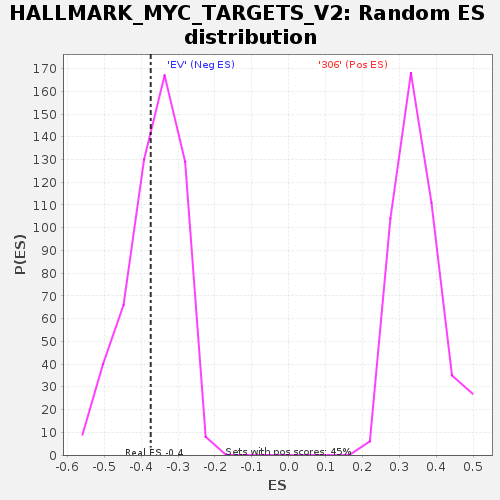 HALLMARK_MYC_TARGETS_V2: Random ES
distribution
'EV' (Neg ES)
'306' (Pos ES)
P(ES)
170
160
150
140
130
120
110
100
90
80
70
60
50
40
30
20
10
0
Real ES -0.4
Sets with pos scores: 45%
-0.6 -0.5 -0.4 -0.3 -0.2 -0.1 0.0 0.1 0.2 0.3 0.4 0.5
ES